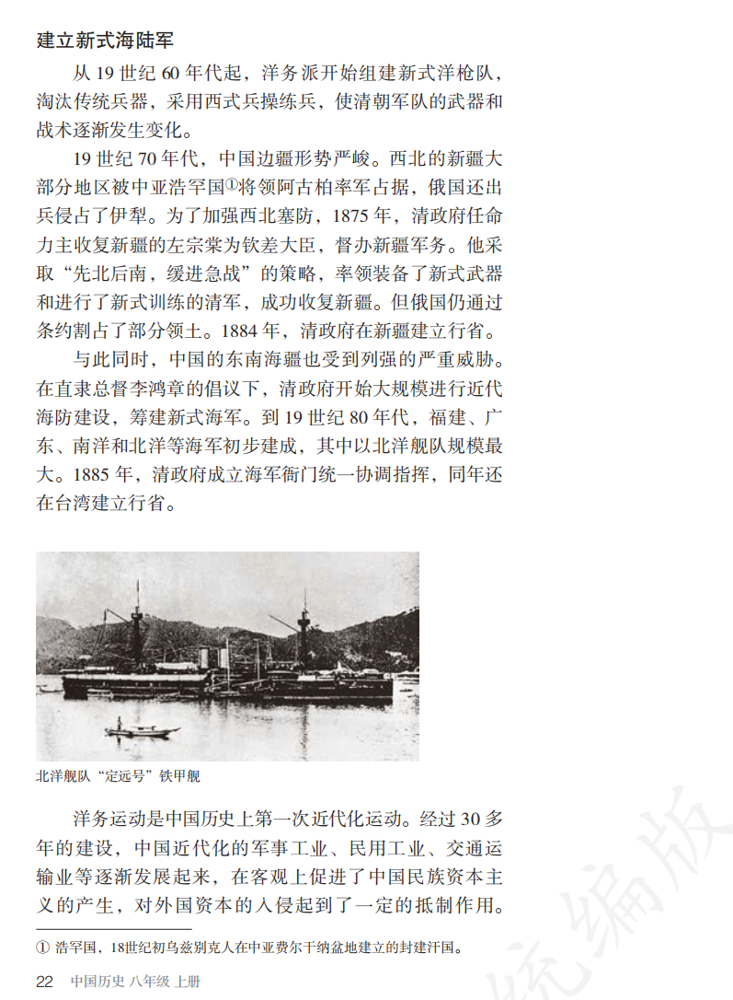 建立新式海陆军
从 19 世纪 60 年代起，洋务派开始组建新式洋枪队，
淘汰传统兵器，采用西式兵操练兵，使清朝军队的武器和
战术逐渐发生变化。
19 世纪 70 年代，中国边疆形势严峻。西北的新疆大
部分地区被中亚浩罕国①将领阿古柏率军占据，俄国还出
兵侵占了伊犁。为了加强西北塞防，1875 年，清政府任命
力主收复新疆的左宗棠为钦差大臣，督办新疆军务。他采
取“先北后南，缓进急战”的策略，率领装备了新式武器
和进行了新式训练的清军，成功收复新疆。但俄国仍通过
条约割占了部分领土。1884 年，清政府在新疆建立行省。
与此同时，中国的东南海疆也受到列强的严重威胁。
在直隶总督李鸿章的倡议下，清政府开始大规模进行近代
海防建设，筹建新式海军。到 19 世纪 80 年代，福建、广
东、南洋和北洋等海军初步建成，其中以北洋舰队规模最
大。1885 年，清政府成立海军衙门统一协调指挥，同年还
在台湾建立行省。
北洋舰队“定远号”铁甲舰
洋务运动是中国历史上第一次近代化运动。经过 30 多
年的建设，中国近代化的军事工业、民用工业、交通运
输业等逐渐发展起来，在客观上促进了中国民族资本主
义的产生，对外国资本的入侵起到了一定的抵制作用。
① 浩罕国，18世纪初乌兹别克人在中亚费尔干纳盆地建立的封建汗国。
22 中国历史 八年级 上册
统编版